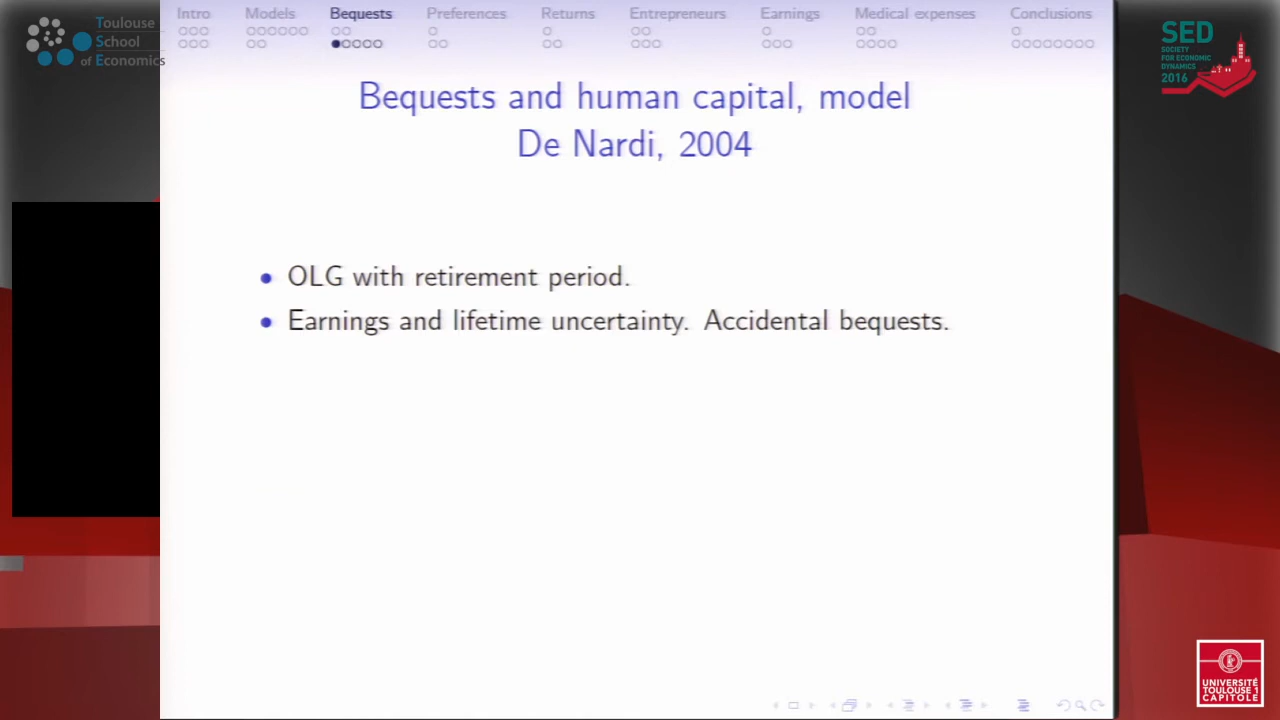 Toulouse
School
of Economics
Intro Models Bequests Preferences Returns Entrepreneurs Earnings Medical expenses Conclusions
SED
SOCIETY
FOR ECONOMIC
DYNAMICS
2016
Bequests and human capital, model
De Nardi, 2004
• OLG with retirement period.
• Earnings and lifetime uncertainty. Accidental bequests.
UNIVERSITÉ
TOULOUSE 1
CAPITOLE